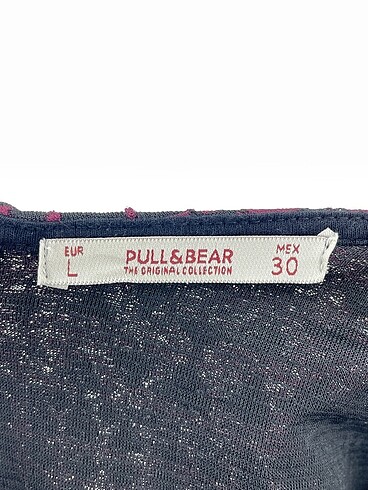 EUR
L
PULL&BEAR
THE ORIGINAL COLLECTION
MEX
30